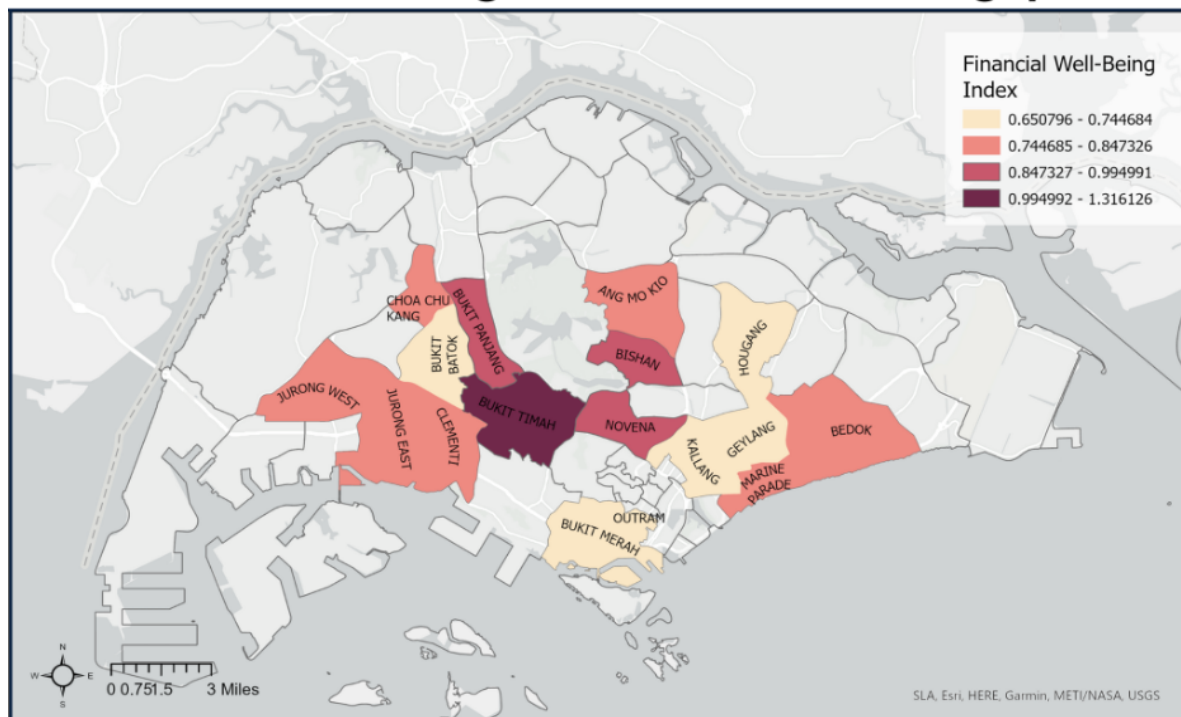 Financial Well-Being
Index
0.650796 - 0.744684
0.744685 - 0.847326
0.847327 - 0.994991
0.994992 - 1.316126
CHOA CHU
KANG
BUKIT PANJANG
ANG MO KIO
BUKIT
BATOK
HOUGANG
BISHAN
JURONG WEST
JURONG EAST
CLEMENTI
BUKIT TIMAH
NOVENA
KALLANG
GEYLANG
BEDOK
MARINE
PARADE
OUTRAM
BUKIT MERAH
N
W E
S
0 0.751.5 3 Miles
SLA, Esri, HERE, Garmin, METI/NASA, USGS